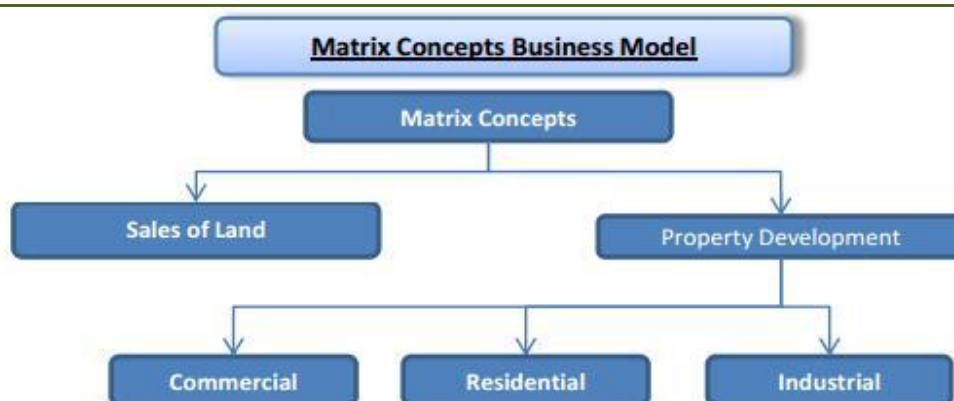 Matrix Concepts Business Model
Matrix Concepts
Sales of Land
Property Development
Commercial
Residential
Industrial